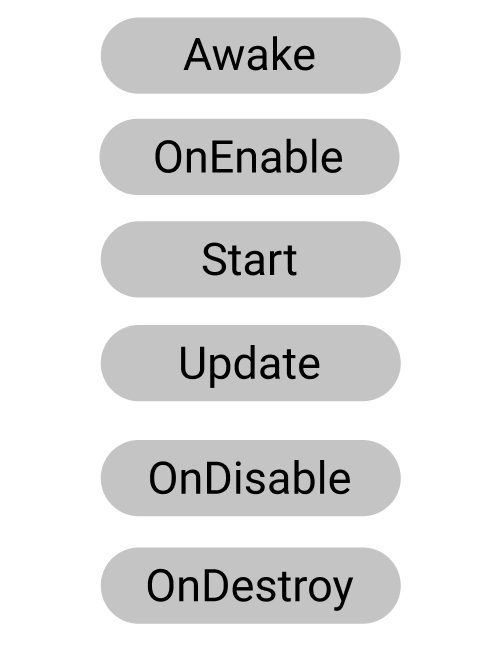 Awake
OnEnable
Start
Update
OnDisable
OnDestroy